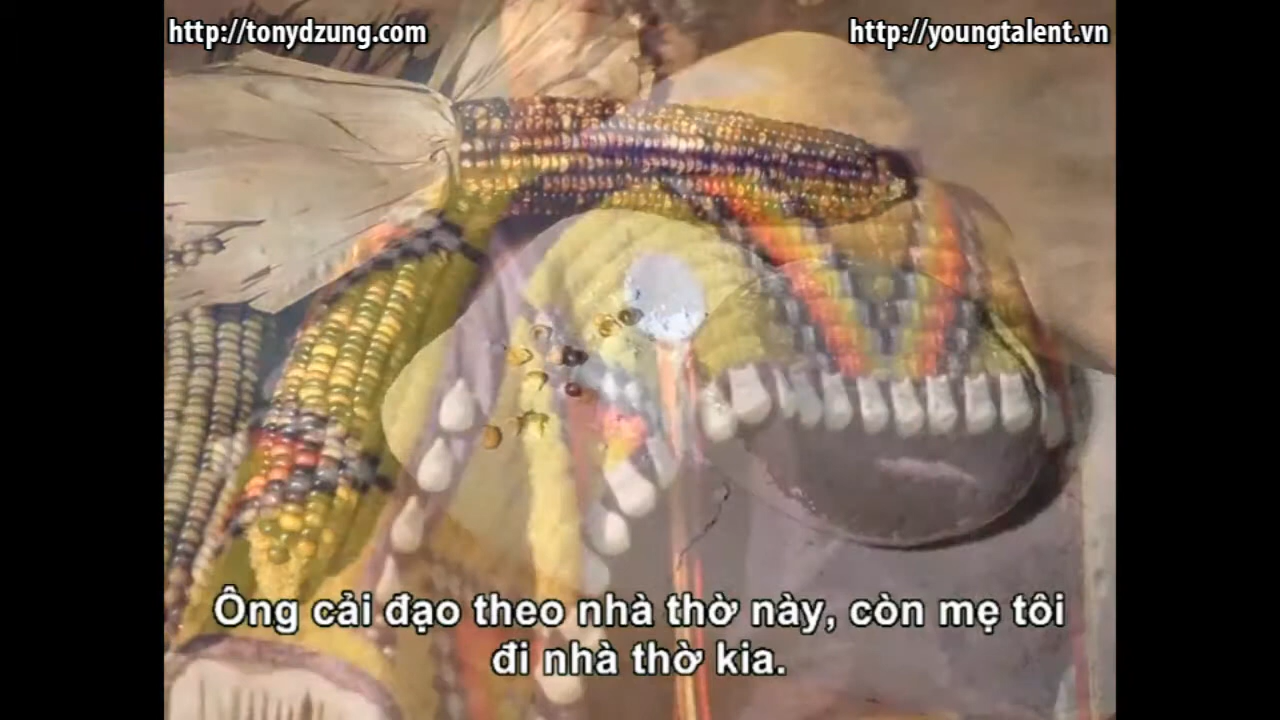 http://tonydzung.com
http://youngtalent.vn
Ông cải đạo theo nhà thờ này, còn mẹ tôi
đi nhà thờ kia.